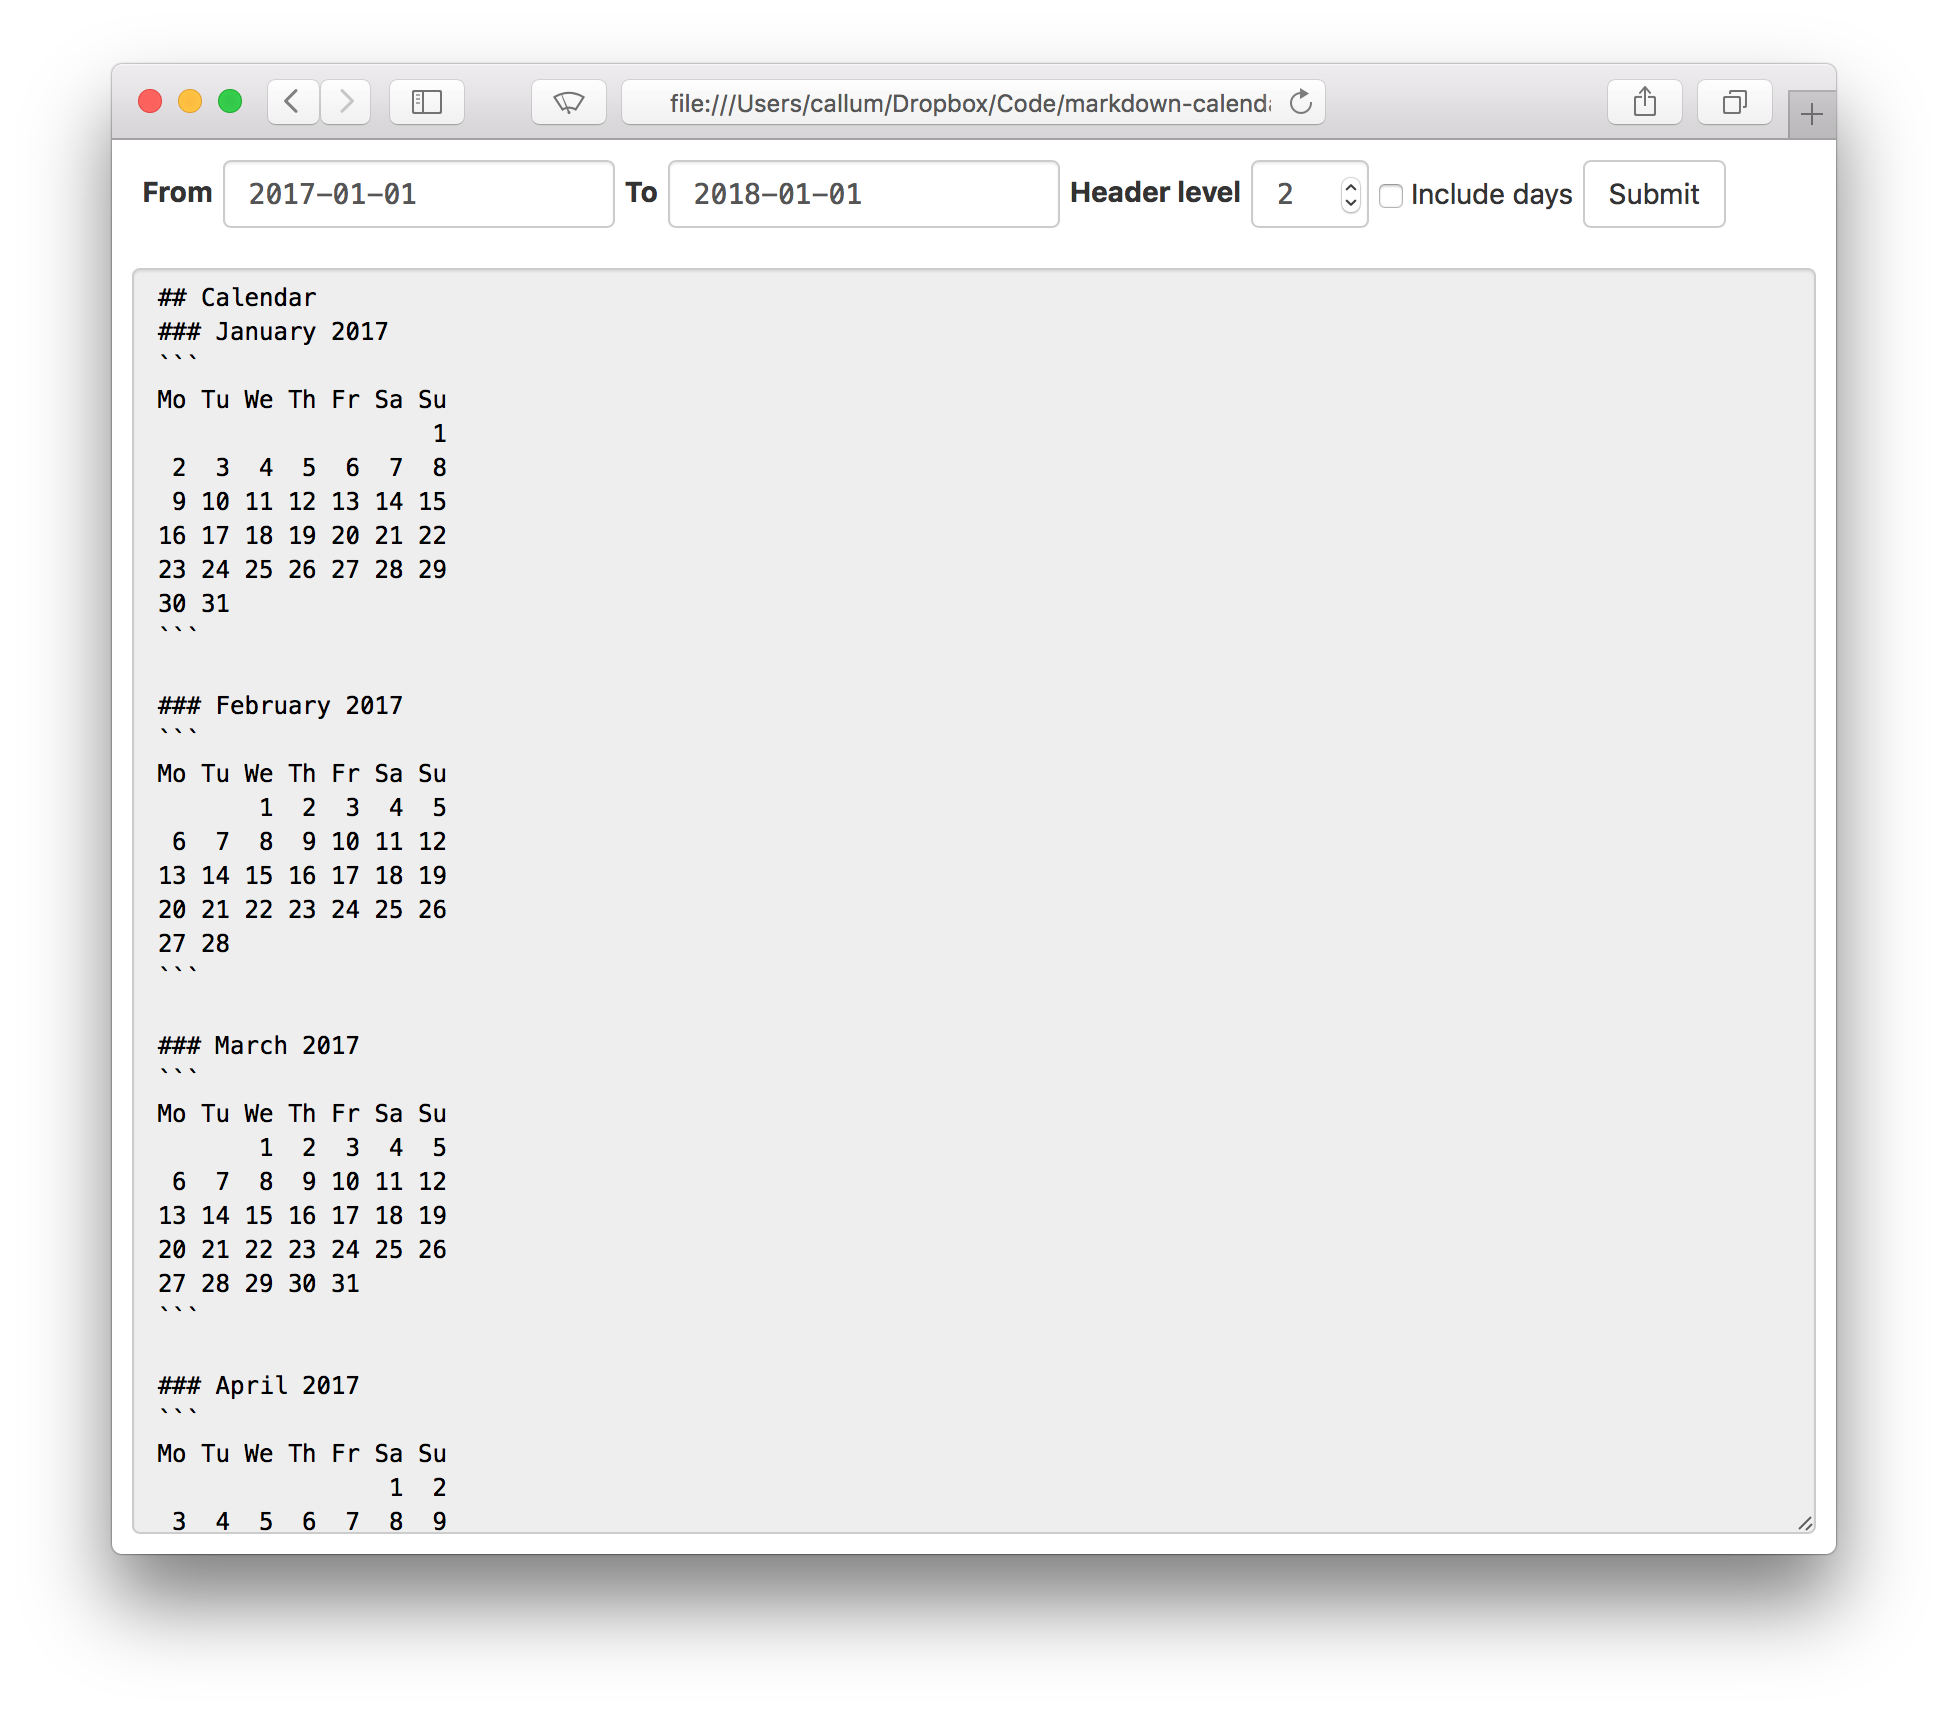 file:///Users/callum/Dropbox/Code/markdown-calend
From 2017-01-01 To 2018-01-01 Header level 2 Include days Submit
## Calendar
### January 2017
```
Mo Tu We Th Fr Sa Su
                   1
 2  3  4  5  6  7  8
 9 10 11 12 13 14 15
16 17 18 19 20 21 22
23 24 25 26 27 28 29
30 31
```

### February 2017
```
Mo Tu We Th Fr Sa Su
       1  2  3  4  5
 6  7  8  9 10 11 12
13 14 15 16 17 18 19
20 21 22 23 24 25 26
27 28
```

### March 2017
```
Mo Tu We Th Fr Sa Su
       1  2  3  4  5
 6  7  8  9 10 11 12
13 14 15 16 17 18 19
20 21 22 23 24 25 26
27 28 29 30 31
```

### April 2017
```
Mo Tu We Th Fr Sa Su
                1  2
 3  4  5  6  7  8  9